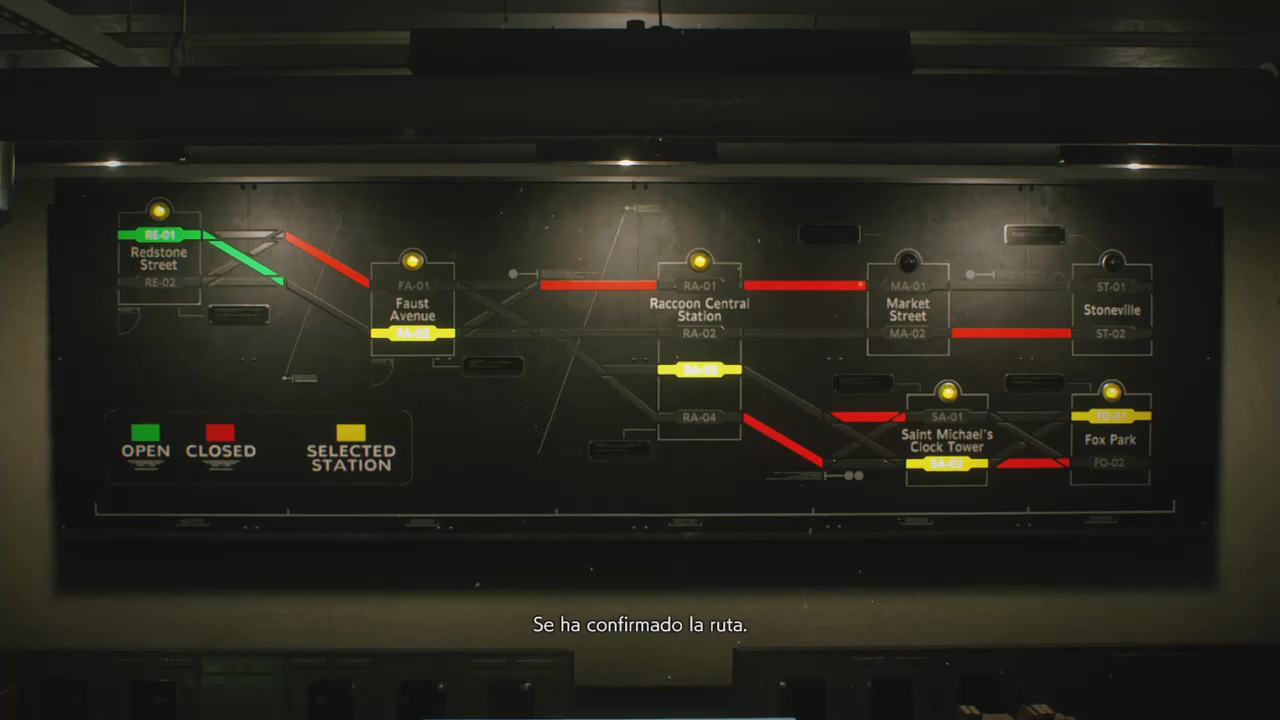 RE-01
Redstone
Street
RE-02
FA-01
Faust
Avenue
FA-02
RA-01
Raccoon Central
Station
RA-02
RA-04
MA-01
Market
Street
MA-02
ST-01
Stoneville
ST-02
SA-01
Saint Michael's
Clock Tower
SA-02
FO-01
Fox Park
FO-02
OPEN
CLOSED
SELECTED
STATION
Se ha confirmado la ruta.